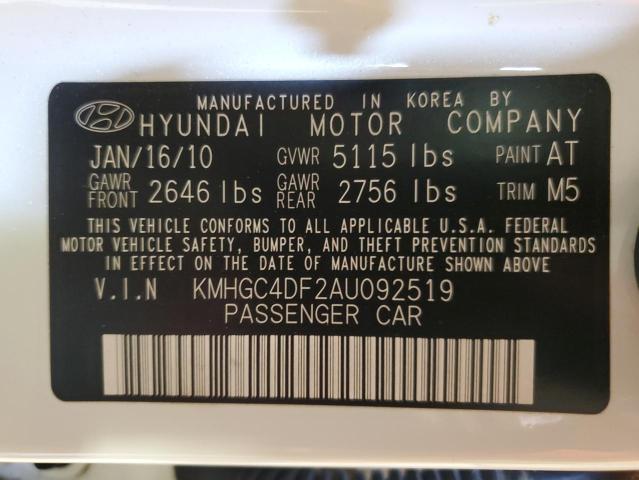 MANUFACTURED IN KOREA BY
HYUNDAI MOTOR COMPANY
JAN/16/10 GVWR 5115 lbs PAINT AT
GAWR FRONT 2646 lbs GAWR REAR 2756 lbs TRIM M5
THIS VEHICLE CONFORMS TO ALL APPLICABLE U.S.A. FEDERAL
MOTOR VEHICLE SAFETY, BUMPER, AND THEFT PREVENTION STANDARDS
IN EFFECT ON THE DATE OF MANUFACTURE SHOWN ABOVE
V.I.N KMHGC4DF2AU092519
PASSENGER CAR